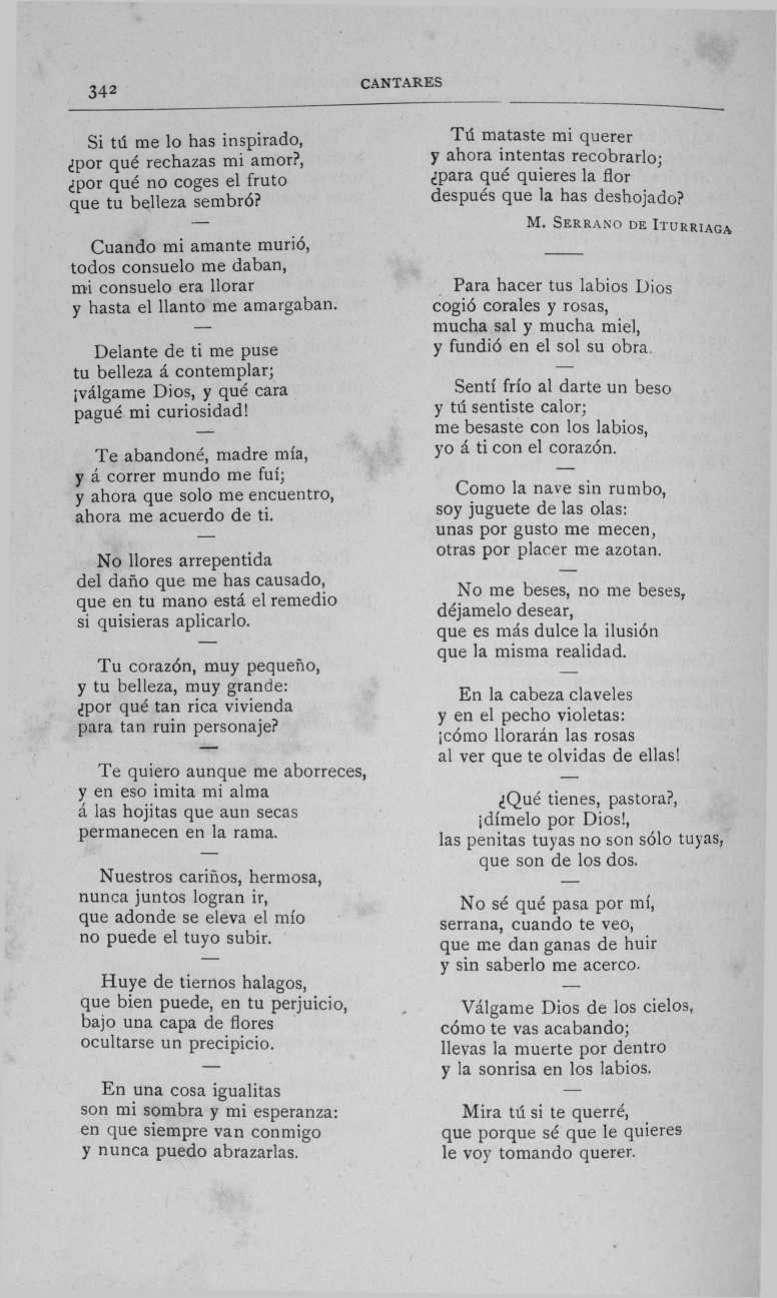 342
CANTARES
Si tú me lo has inspirado,
¿por qué rechazas mi amor?,
¿por qué no coges el fruto
que tu belleza sembró?
—
Cuando mi amante murió,
todos consuelo me daban,
mi consuelo era llorar
y hasta el llanto me amargaban.
—
Delante de ti me puse
tu belleza á contemplar;
¡válgame Dios, y qué cara
pagué mi curiosidad!
—
Te abandoné, madre mía,
y á correr mundo me fuí;
y ahora que solo me encuentro,
ahora me acuerdo de ti.
—
No llores arrepentida
del daño que me has causado,
que en tu mano está el remedio
si quisieras aplicarlo.
—
Tu corazón, muy pequeño,
y tu belleza, muy grande:
¿por qué tan rica vivienda
para tan ruin personaje?
—
Te quiero aunque me aborreces,
y en eso imita mi alma
á las hojitas que aun secas
permanecen en la rama.
—
Nuestros cariños, hermosa,
nunca juntos logran ir,
que adonde se eleva el mío
no puede el tuyo subir.
—
Huye de tiernos halagos,
que bien puede, en tu perjuicio,
bajo una capa de flores
ocultarse un precipicio.
—
En una cosa igualitas
son mi sombra y mi esperanza:
en que siempre van conmigo
y nunca puedo abrazarlas.
Tú mataste mi querer
y ahora intentas recobrarlo;
¿para qué quieres la flor
después que la has deshojado?
M. SERRANO DE ITURRIAGA
—
Para hacer tus labios Dios
cogió corales y rosas,
mucha sal y mucha miel,
y fundió en el sol su obra.
—
Sentí frío al darte un beso
y tú sentiste calor;
me besaste con los labios,
yo á ti con el corazón.
—
Como la nave sin rumbo,
soy juguete de las olas:
unas por gusto me mecen,
otras por placer me azotan.
—
No me beses, no me beses,
déjamelo desear,
que es más dulce la ilusión
que la misma realidad.
—
En la cabeza claveles
y en el pecho violetas:
¡cómo llorarán las rosas
al ver que te olvidas de ellas!
—
¿Qué tienes, pastora?,
¡dímelo por Dios!,
las penitas tuyas no son sólo tuyas,
que son de los dos.
—
No sé qué pasa por mí,
serrana, cuando te veo,
que me dan ganas de huir
y sin saberlo me acerco.
—
Válgame Dios de los cielos,
cómo te vas acabando;
llevas la muerte por dentro
y la sonrisa en los labios.
—
Mira tú si te querré,
que porque sé que le quieres
le voy tomando querer.